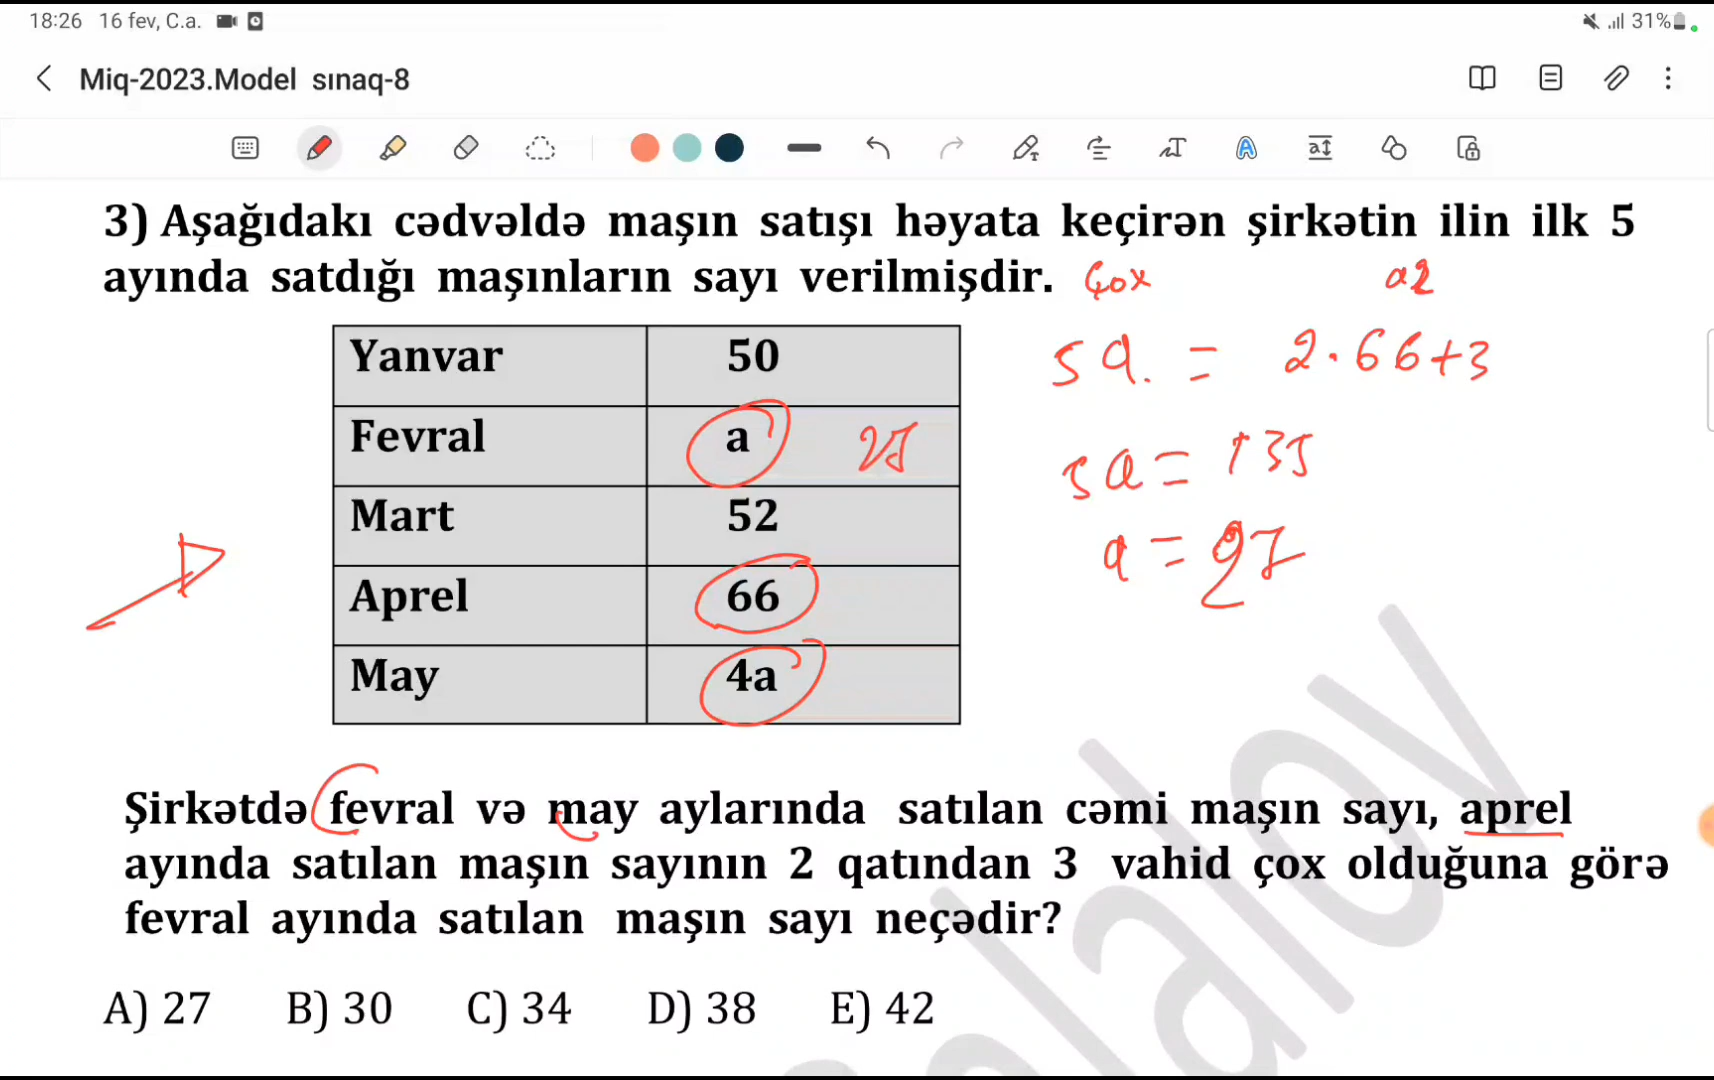 18:26 16 fev, C.a. 31%
Miq-2023.Model sınaq-8
3) Aşağıdakı cədvəldə maşın satışı həyata keçirən şirkətin ilin ilk 5
ayında satdığı maşınların sayı verilmişdir. çox az
Yanvar 50
5a. = 2·66+3
Fevral a
5a = 135
Mart 52
a = 27
Aprel 66
May 4a
Şirkətdə fevral və may aylarında satılan cəmi maşın sayı, aprel
ayında satılan maşın sayının 2 qatından 3 vahid çox olduğuna görə
fevral ayında satılan maşın sayı neçədir?
A) 27 B) 30 C) 34 D) 38 E) 42